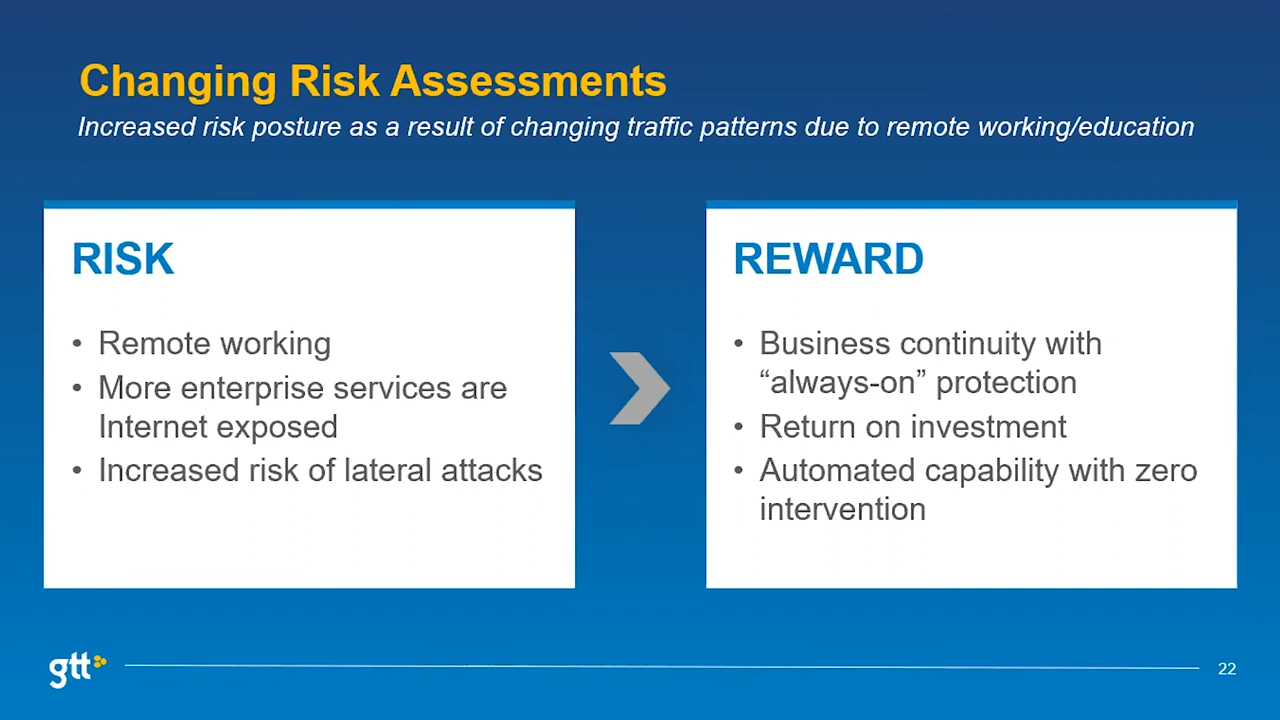 Changing Risk Assessments
Increased risk posture as a result of changing traffic patterns due to remote working/education
RISK
• Remote working
• More enterprise services are
Internet exposed
• Increased risk of lateral attacks
REWARD
• Business continuity with
“always-on” protection
• Return on investment
• Automated capability with zero
intervention
gtt
22